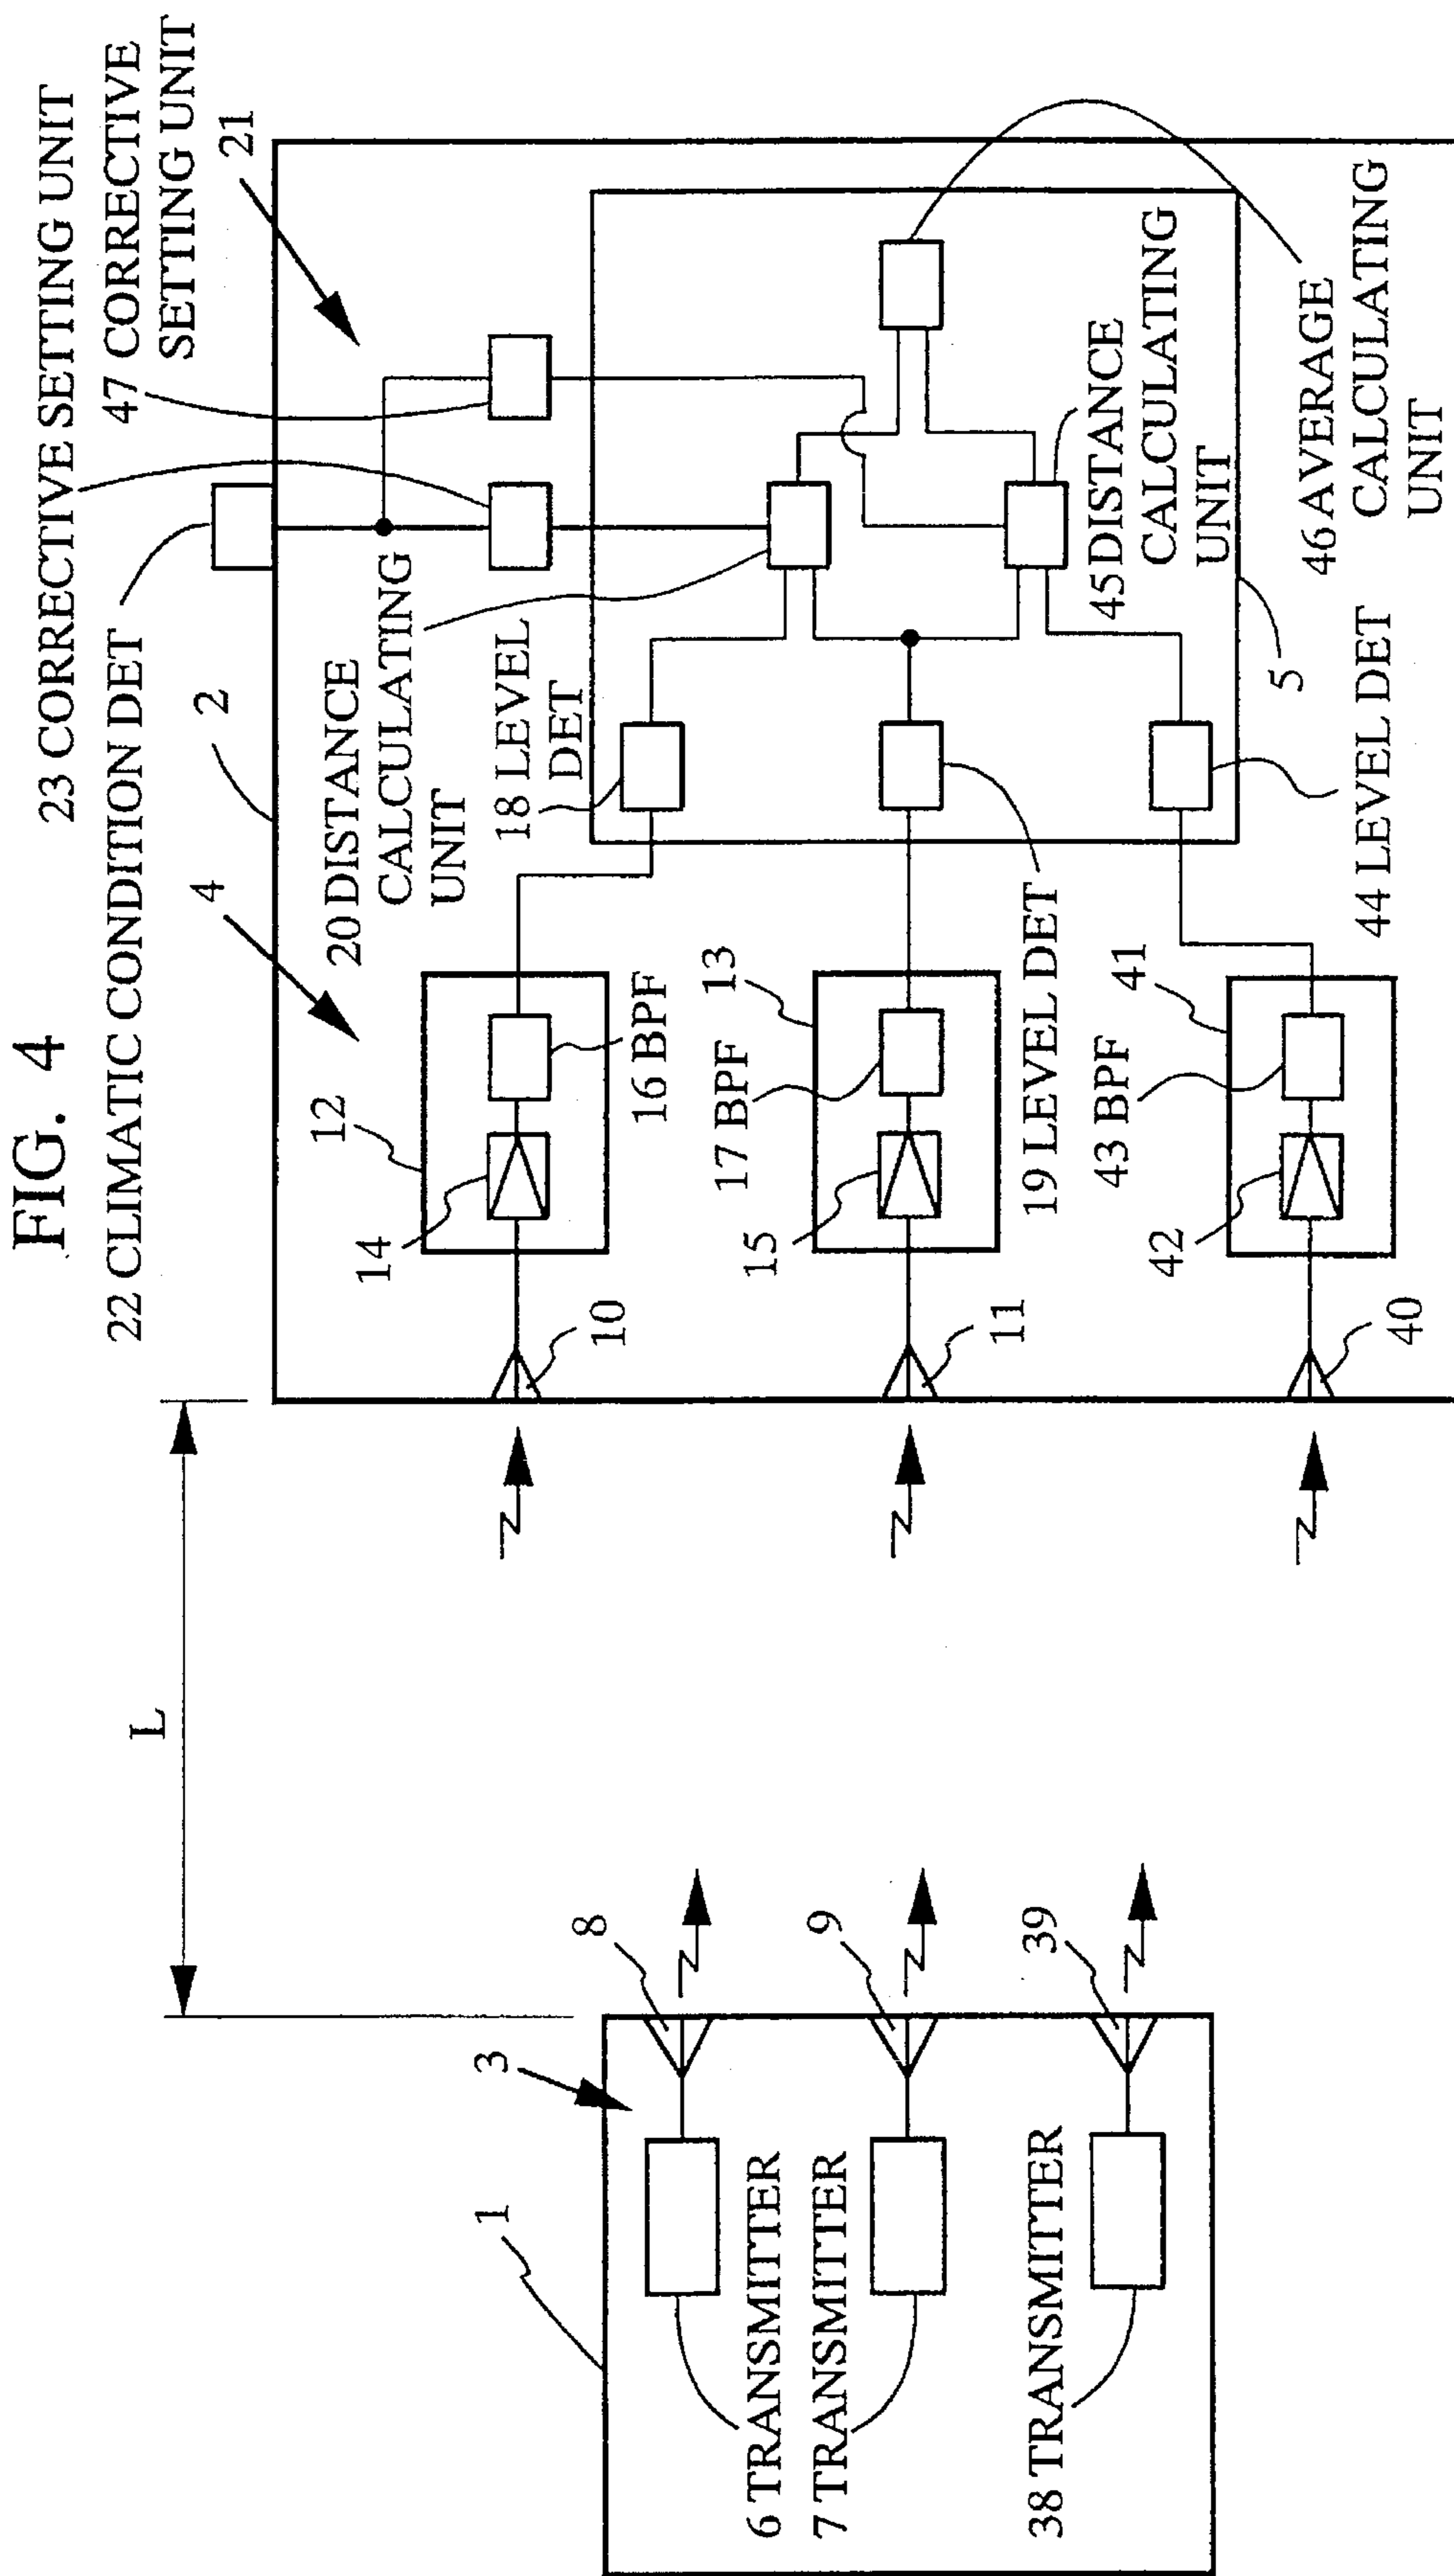 FIG. 4
23 CORRECTIVE SETTING UNIT
47 CORRECTIVE
SETTING UNIT
22 CLIMATIC CONDITION DET
21
2
4
L
20 DISTANCE
CALCULATING
UNIT
18 LEVEL
DET
12
14
16 BPF
10
13
17 BPF
15
11
19 LEVEL DET
41
43 BPF
42
40
44 LEVEL DET
45 DISTANCE
CALCULATING
UNIT
5
46 AVERAGE
CALCULATING
UNIT
1
3
8
9
39
6 TRANSMITTER
7 TRANSMITTER
38 TRANSMITTER